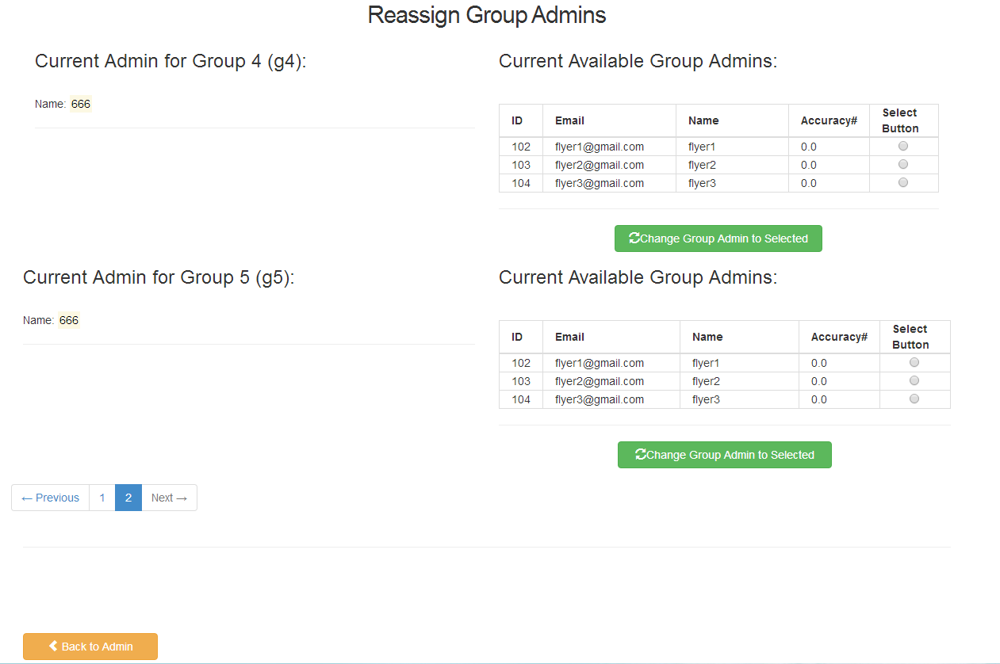 Reassign Group Admins
Current Admin for Group 4 (g4):
Name: 666
Current Available Group Admins:
ID Email Name Accuracy# Select Button
102 flyer1@gmail.com flyer1 0.0
103 flyer2@gmail.com flyer2 0.0
104 flyer3@gmail.com flyer3 0.0
Change Group Admin to Selected
Current Admin for Group 5 (g5):
Name: 666
Current Available Group Admins:
ID Email Name Accuracy# Select Button
102 flyer1@gmail.com flyer1 0.0
103 flyer2@gmail.com flyer2 0.0
104 flyer3@gmail.com flyer3 0.0
Change Group Admin to Selected
← Previous 1 2 Next →
Back to Admin